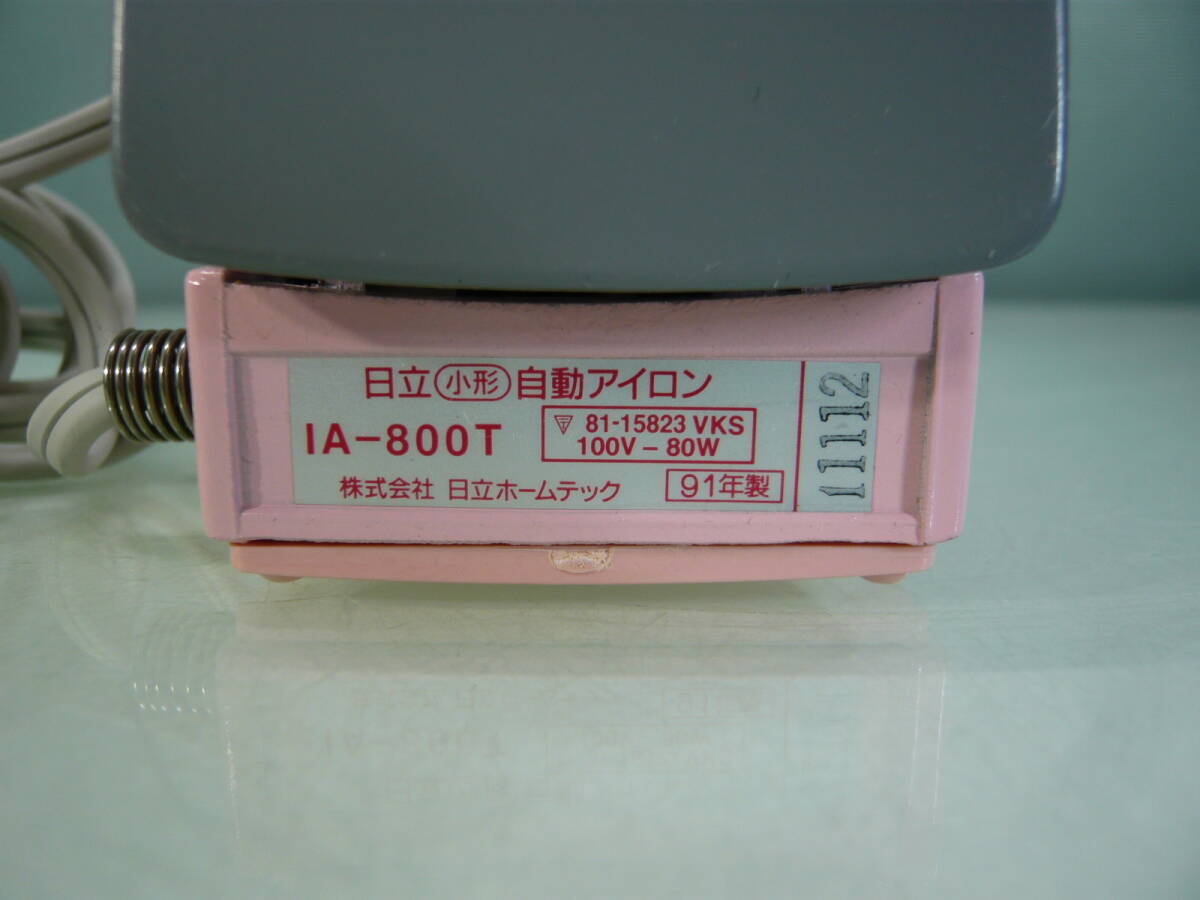 日立 小形 自動アイロン
IA-800T
〒 81-15823 VKS
100V - 80W
株式会社 日立ホームテック
91年製
11112